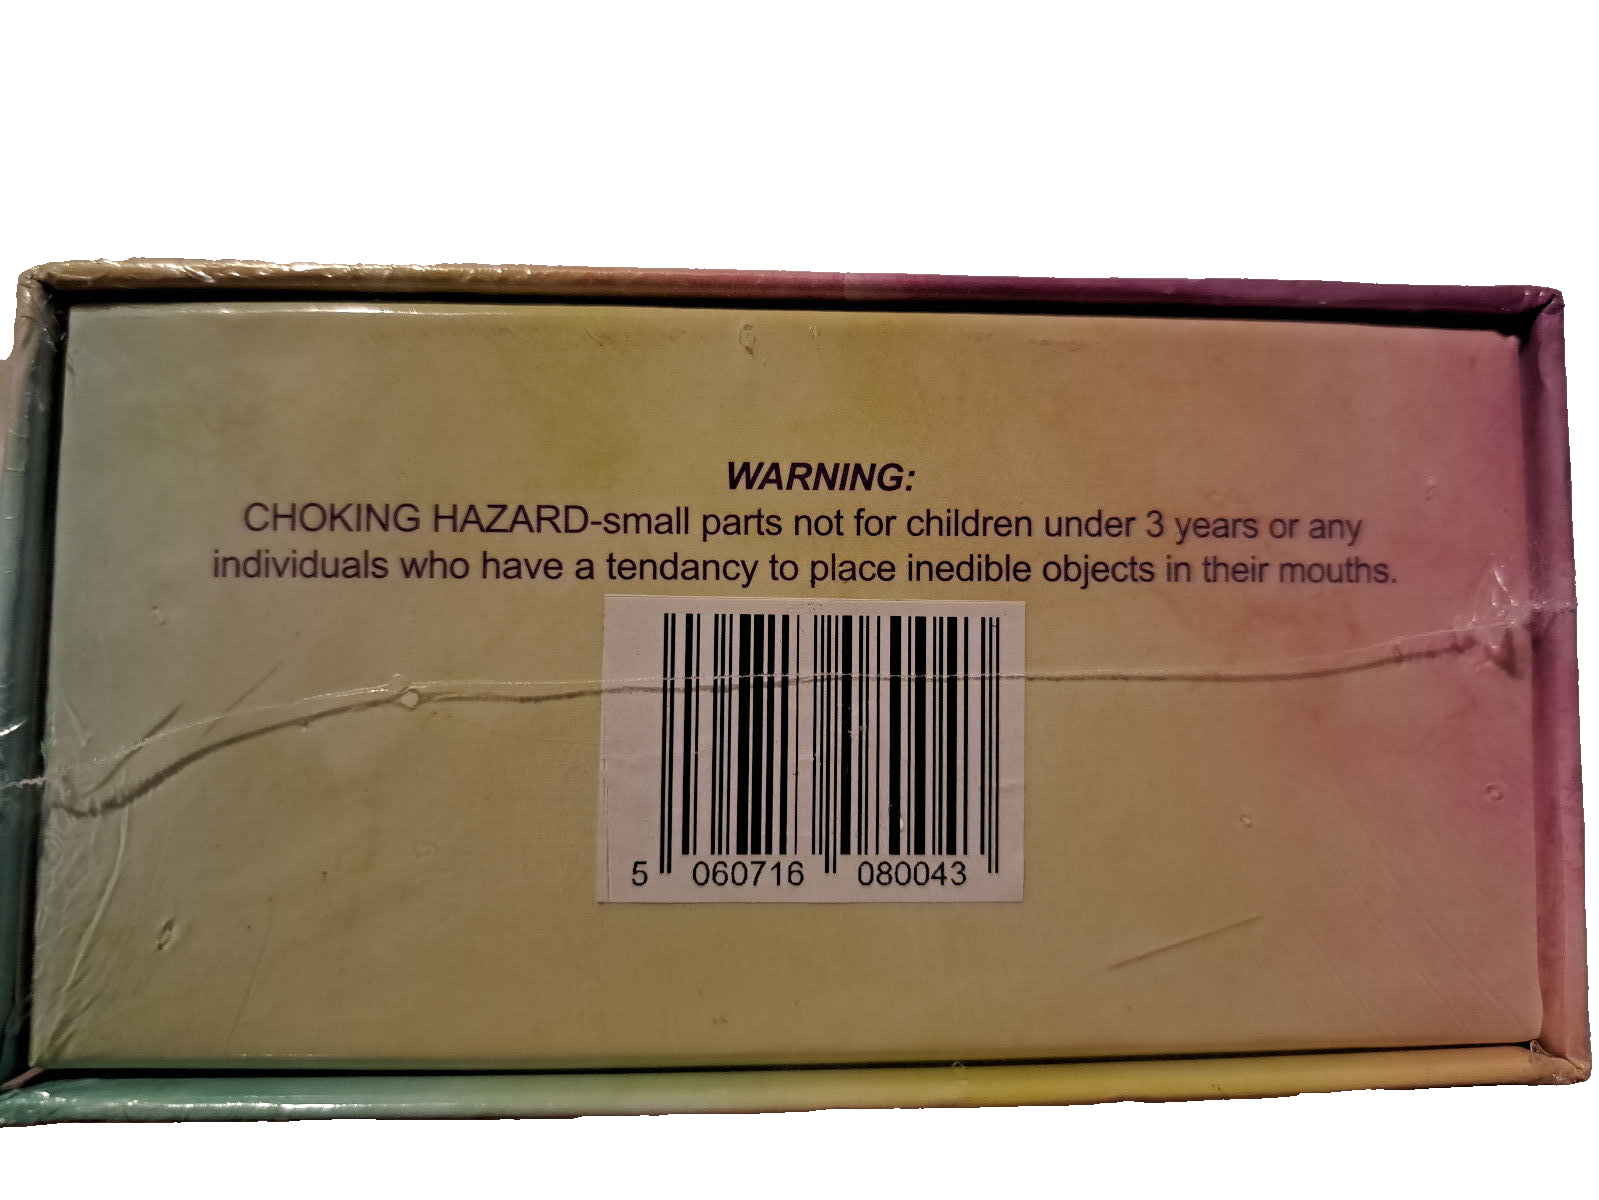 WARNING:
CHOKING HAZARD-small parts not for children under 3 years or any
individuals who have a tendancy to place inedible objects in their mouths.
5 060716 080043